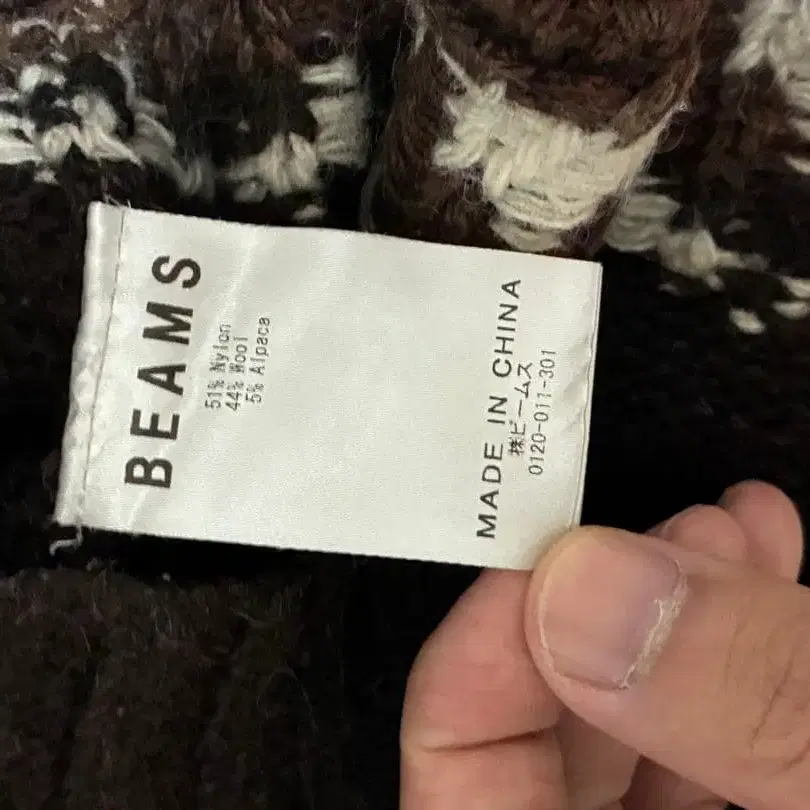 BEAMS
51% Nylon
44% Wool
5% Alpaca
MADE IN CHINA
㈱ビームス
0120-011-301